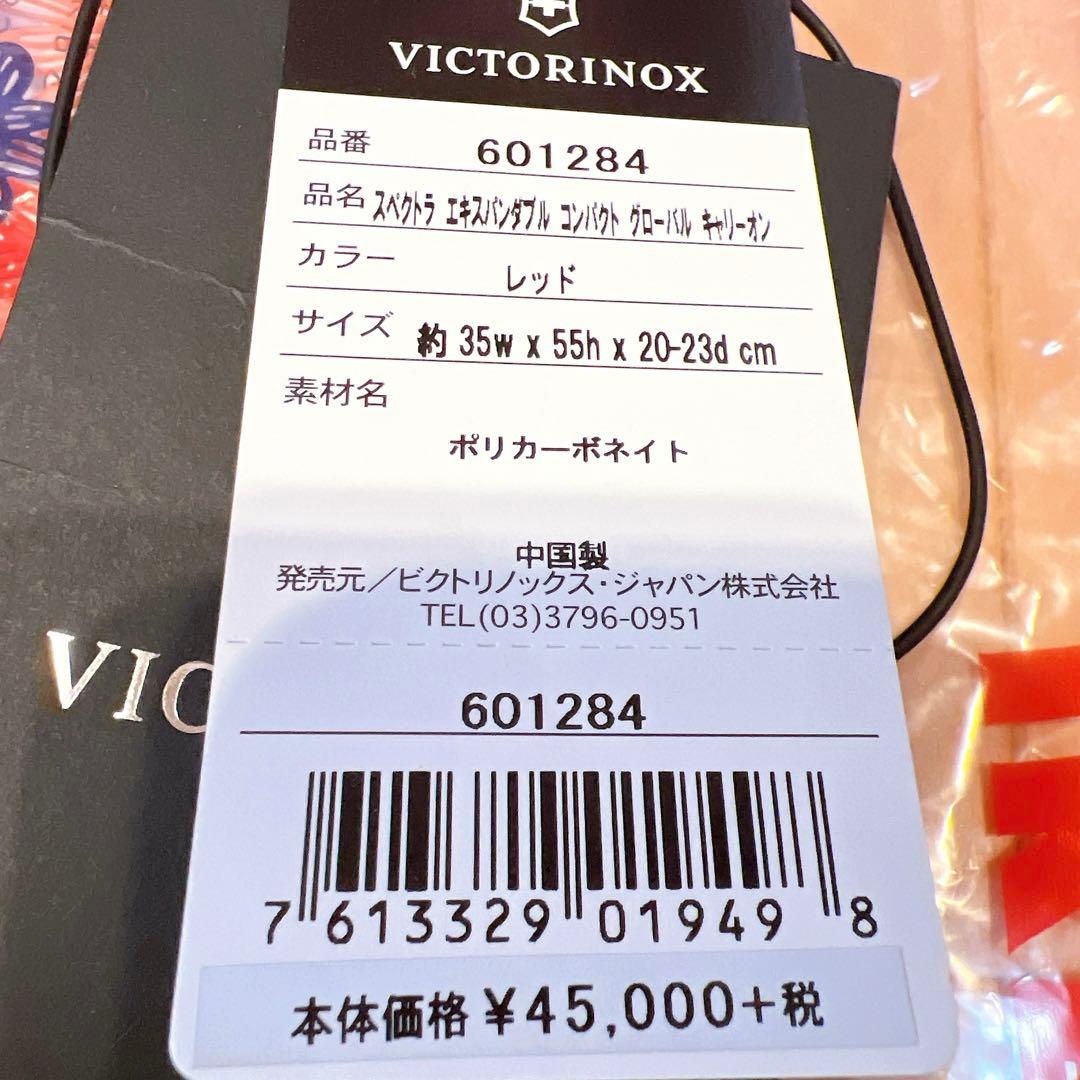 VICTORINOX
品番 601284
品名 スペクトラ エキスパンダブル コンパクト グローバル キャリーオン
カラー レッド
サイズ 約 35w x 55h x 20-23d cm
素材名
ポリカーボネイト
中国製
発売元/ビクトリノックス・ジャパン株式会社
TEL(03)3796-0951
VIC
601284
7 613329 01949 8
本体価格 ¥45,000+税